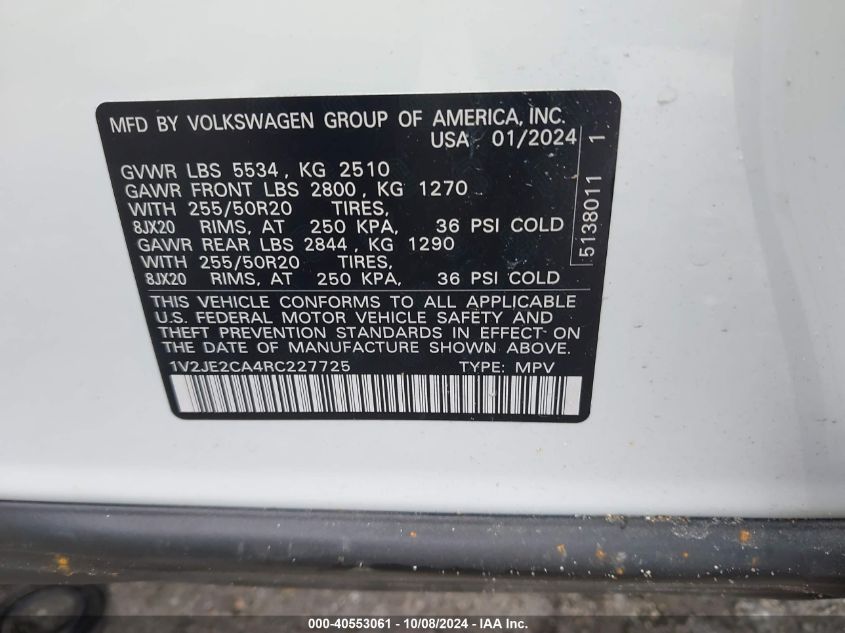 MFD BY VOLKSWAGEN GROUP OF AMERICA, INC.
USA 01/2024
GVWR LBS 5534 , KG 2510
GAWR FRONT LBS 2800 , KG 1270
WITH 255/50R20 TIRES,
8JX20 RIMS, AT 250 KPA, 36 PSI COLD
GAWR REAR LBS 2844 , KG 1290
WITH 255/50R20 TIRES,
8JX20 RIMS, AT 250 KPA, 36 PSI COLD
5138011 1
THIS VEHICLE CONFORMS TO ALL APPLICABLE
U.S. FEDERAL MOTOR VEHICLE SAFETY AND
THEFT PREVENTION STANDARDS IN EFFECT ON
THE DATE OF MANUFACTURE SHOWN ABOVE.
1V2JE2CA4RC227725 TYPE: MPV
000-40553061 - 10/08/2024 - IAA Inc.